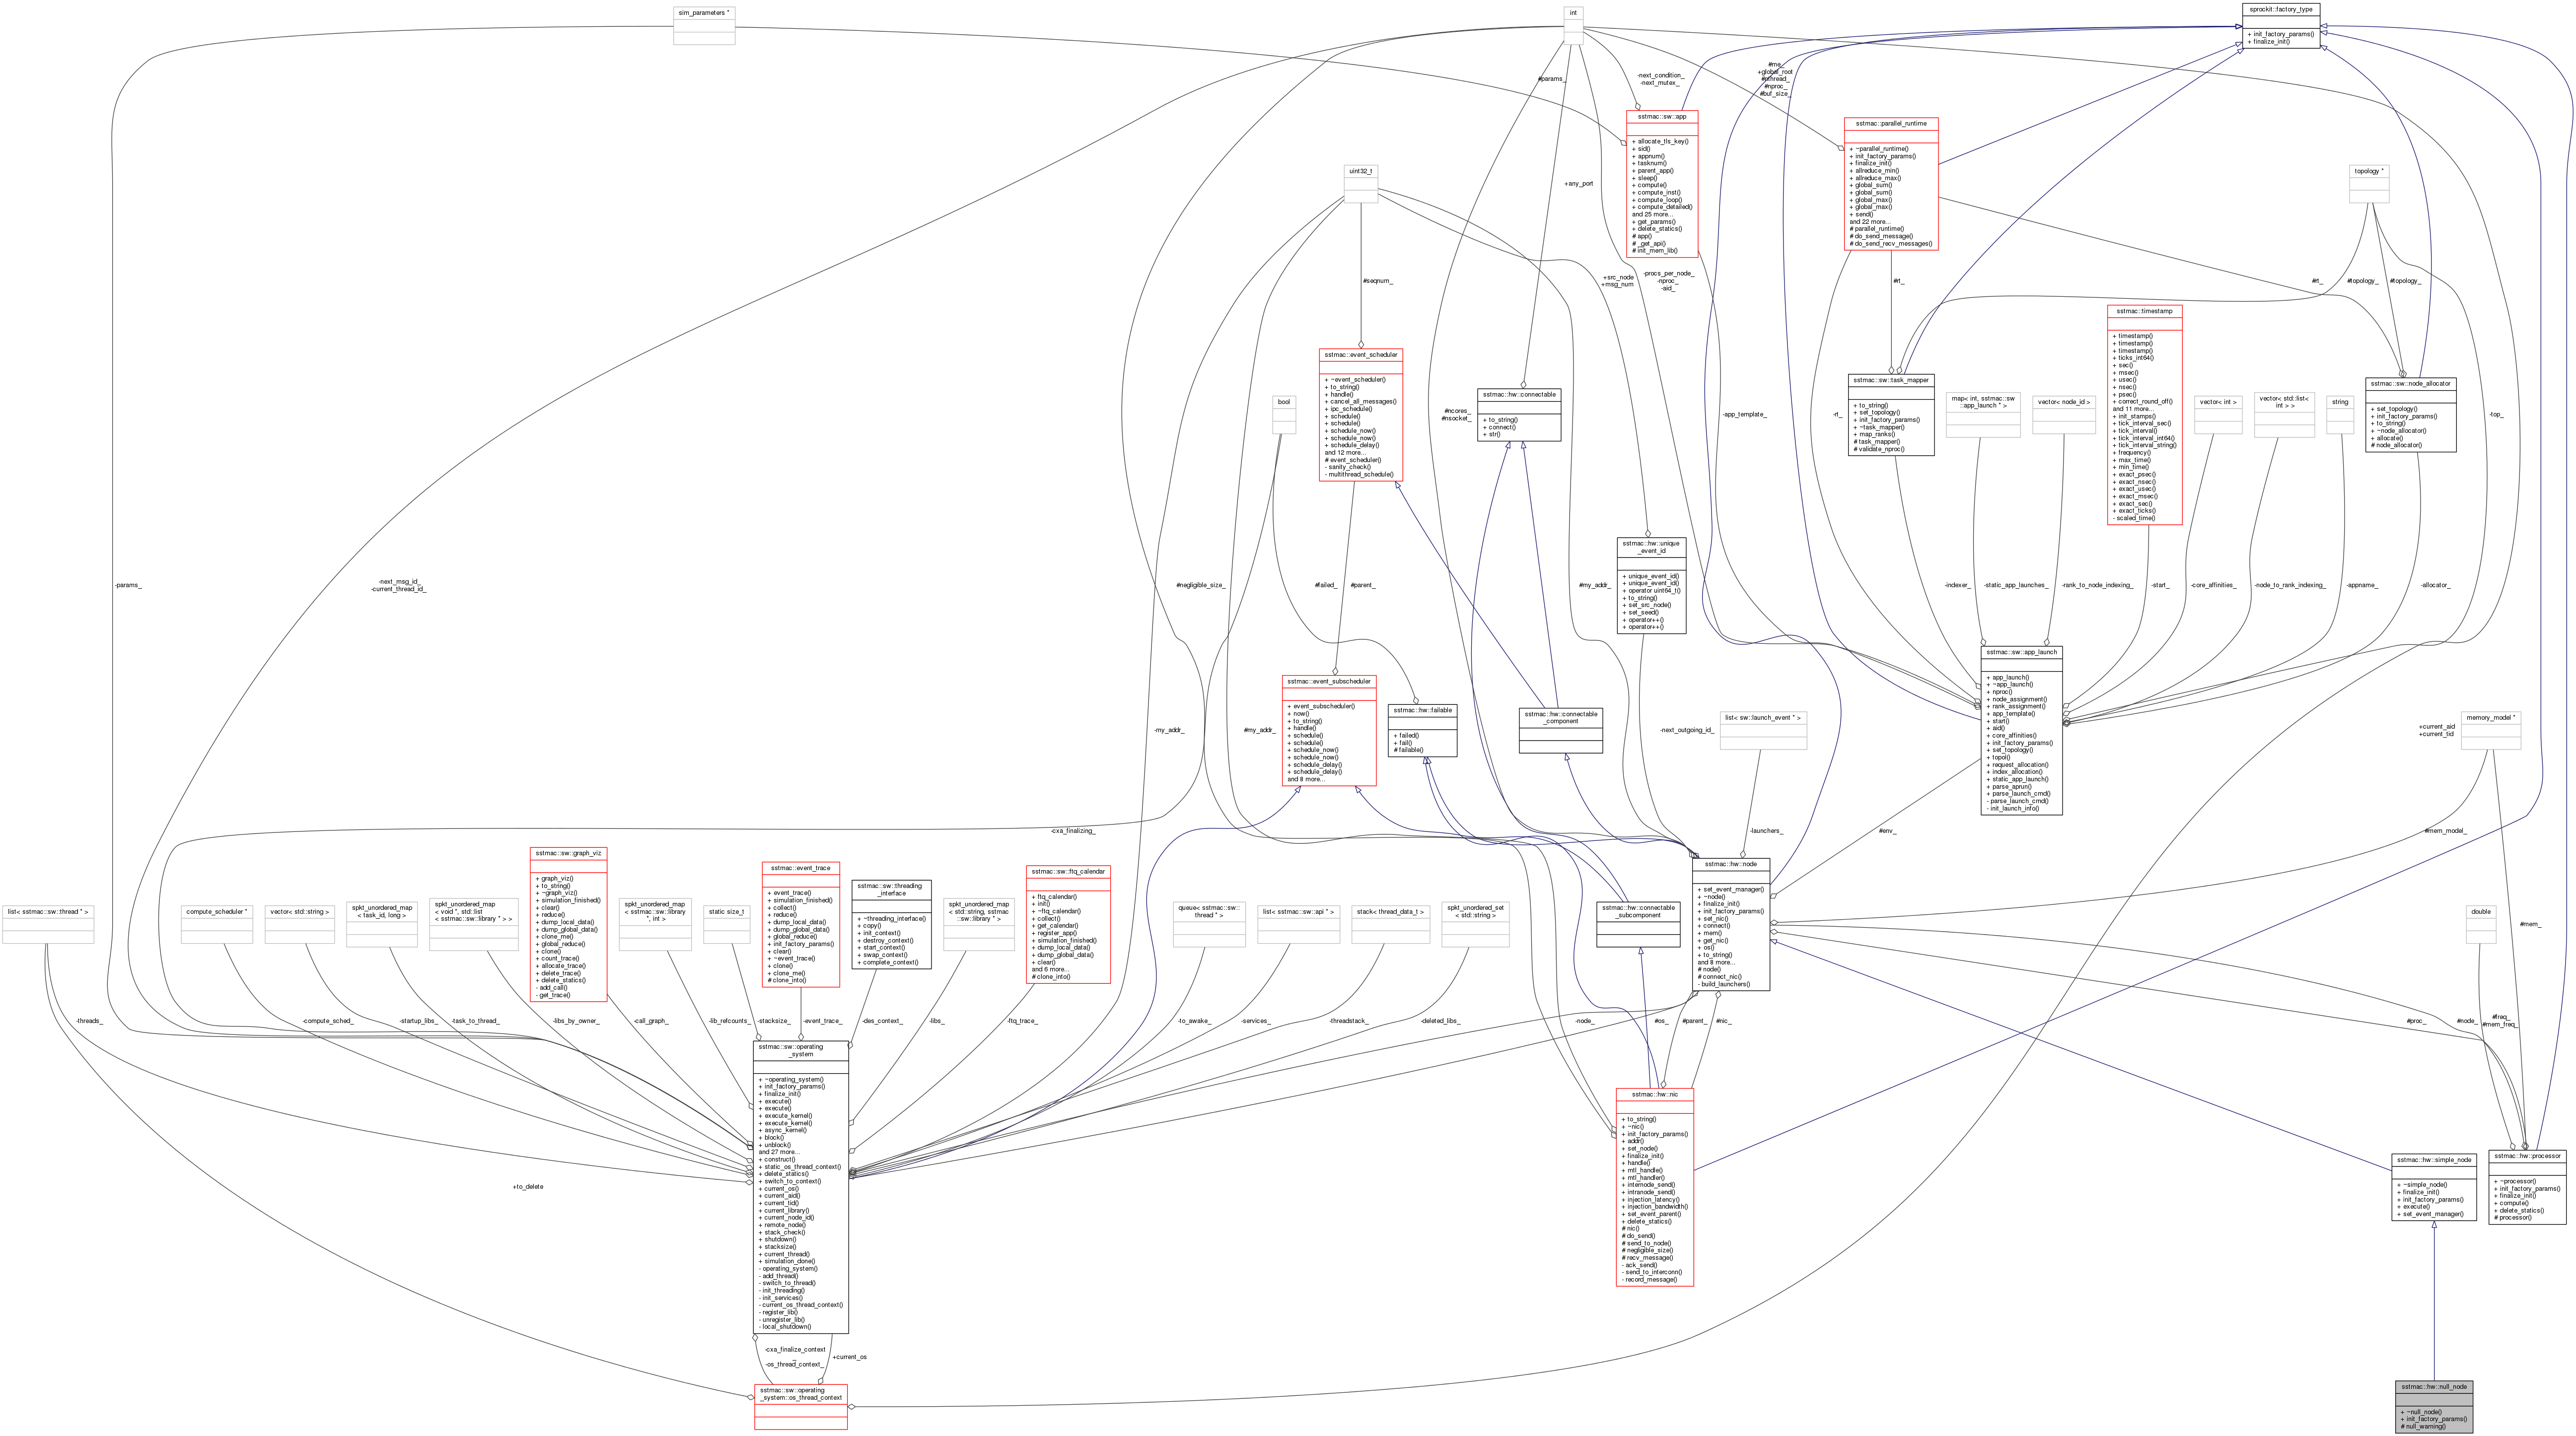 sim_parameters *
int
sprockit::factory_type
+ init_factory_params()
+ finalize_init()
#params_
-next_condition_
-next_mutex_
#me_
+global_root
#nthread_
#nproc_
#buf_size_
sstmac::sw::app
+ allocate_tls_key()
+ sid()
+ appnum()
+ tasknum()
+ parent_app()
+ sleep()
+ compute()
+ compute_inst()
+ compute_loop()
+ compute_detailed()
and 25 more...
+ get_params()
+ delete_statics()
# app()
# _get_api()
# init_mem_lib()
sstmac::parallel_runtime
+ ~parallel_runtime()
+ init_factory_params()
+ finalize_init()
+ allreduce_min()
+ allreduce_max()
+ global_sum()
+ global_sum()
+ global_max()
+ global_max()
+ send()
and 22 more...
# parallel_runtime()
# do_send_message()
# do_send_recv_messages()
uint32_t
+any_port
topology *
#seqnum_
+src_node
+msg_num
-procs_per_node_
-nproc_
-aid_
#rt_
#rt_
#topology_
#topology_
sstmac::timestamp
+ timestamp()
+ timestamp()
+ timestamp()
+ ticks_int64()
+ sec()
+ msec()
+ usec()
+ nsec()
+ psec()
+ correct_round_off()
and 11 more...
+ init_stamps()
+ tick_interval_sec()
+ tick_interval()
+ tick_interval_int64()
+ tick_interval_string()
+ frequency()
+ max_time()
+ min_time()
+ exact_psec()
+ exact_nsec()
+ exact_usec()
+ exact_msec()
+ exact_sec()
+ exact_ticks()
- scaled_time()
sstmac::event_scheduler
+ ~event_scheduler()
+ to_string()
+ handle()
+ cancel_all_messages()
+ ipc_schedule()
+ schedule()
+ schedule()
+ schedule_now()
+ schedule_now()
+ schedule_delay()
and 12 more...
# event_scheduler()
- sanity_check()
- multithread_schedule()
bool
sstmac::hw::connectable
+ to_string()
+ connect()
+ str()
#ncores_
#nsocket_
-app_template_
-rt_
sstmac::sw::task_mapper
+ to_string()
+ set_topology()
+ init_factory_params()
+ ~task_mapper()
+ map_ranks()
# task_mapper()
# validate_nproc()
map< int, sstmac::sw
::app_launch * >
vector< node_id >
vector< int >
vector< std::list<
int > >
string
sstmac::sw::node_allocator
+ set_topology()
+ init_factory_params()
+ to_string()
+ ~node_allocator()
+ allocate()
# node_allocator()
-top_
sstmac::hw::unique
_event_id
+ unique_event_id()
+ unique_event_id()
+ operator uint64_t()
+ to_string()
+ set_src_node()
+ set_seed()
+ operator++()
+ operator++()
-params_
-next_msg_id_
-current_thread_id_
#negligible_size_
#failed_
#parent_
#my_addr_
-indexer_
-static_app_launches_
-rank_to_node_indexing_
-start_
-core_affinities_
-node_to_rank_indexing_
-appname_
-allocator_
sstmac::sw::app_launch
+ app_launch()
+ ~app_launch()
+ nproc()
+ node_assignment()
+ rank_assignment()
+ app_template()
+ start()
+ aid()
+ core_affinities()
+ init_factory_params()
+ set_topology()
+ topol()
+ request_allocation()
+ index_allocation()
+ static_app_launch()
+ parse_aprun()
+ parse_launch_cmd()
- parse_launch_cmd()
- init_launch_info()
sstmac::event_subscheduler
+ event_subscheduler()
+ now()
+ to_string()
+ handle()
+ schedule()
+ schedule()
+ schedule_now()
+ schedule_now()
+ schedule_delay()
+ schedule_delay()
and 8 more...
sstmac::hw::failable
+ failed()
+ fail()
# failable()
sstmac::hw::connectable
_component
-my_addr_
#my_addr_
-next_outgoing_id_
list< sw::launch_event * >
+current_aid
+current_tid
memory_model *
-cxa_finalizing_
-launchers_
#env_
#mem_model_
sstmac::sw::graph_viz
+ graph_viz()
+ to_string()
+ ~graph_viz()
+ simulation_finished()
+ clear()
+ reduce()
+ dump_local_data()
+ dump_global_data()
+ clone_me()
+ global_reduce()
+ clone()
+ count_trace()
+ allocate_trace()
+ delete_trace()
+ delete_statics()
- add_call()
- get_trace()
sstmac::event_trace
+ event_trace()
+ simulation_finished()
+ collect()
+ reduce()
+ dump_local_data()
+ dump_global_data()
+ global_reduce()
+ init_factory_params()
+ clear()
+ ~event_trace()
+ clone()
+ clone_me()
# clone_into()
sstmac::sw::threading
_interface
+ ~threading_interface()
+ copy()
+ init_context()
+ destroy_context()
+ start_context()
+ swap_context()
+ complete_context()
sstmac::sw::ftq_calendar
+ ftq_calendar()
+ init()
+ ~ftq_calendar()
+ collect()
+ get_calendar()
+ register_app()
+ simulation_finished()
+ dump_local_data()
+ dump_global_data()
+ clear()
and 6 more...
# clone_into()
list< sstmac::sw::thread * >
compute_scheduler *
vector< std::string >
spkt_unordered_map
< task_id, long >
spkt_unordered_map
< void *, std::list
< sstmac::sw::library * > >
spkt_unordered_map
< sstmac::sw::library
*, int >
static size_t
spkt_unordered_map
< std::string, sstmac
::sw::library * >
queue< sstmac::sw::
thread * >
list< sstmac::sw::api * >
stack< thread_data_t >
spkt_unordered_set
< std::string >
sstmac::hw::connectable
_subcomponent
sstmac::hw::node
+ set_event_manager()
+ ~node()
+ finalize_init()
+ init_factory_params()
+ set_nic()
+ connect()
+ mem()
+ get_nic()
+ os()
+ to_string()
and 8 more...
# node()
# connect_nic()
- build_launchers()
double
#mem_
-threads_
-compute_sched_
-startup_libs_
-task_to_thread_
-libs_by_owner_
-call_graph_
-lib_refcounts_
-stacksize_
-event_trace_
-des_context_
-libs_
-ftq_trace_
-to_awake_
-services_
-threadstack_
-deleted_libs_
-node_
#os_
#parent_
#nic_
#proc_
#node_
#freq_
#mem_freq_
sstmac::sw::operating
_system
+ ~operating_system()
+ init_factory_params()
+ finalize_init()
+ execute()
+ execute()
+ execute_kernel()
+ execute_kernel()
+ async_kernel()
+ block()
+ unblock()
and 27 more...
+ construct()
+ static_os_thread_context()
+ delete_statics()
+ switch_to_context()
+ current_os()
+ current_aid()
+ current_tid()
+ current_library()
+ current_node_id()
+ remote_node()
+ stack_check()
+ shutdown()
+ stacksize()
+ current_thread()
+ simulation_done()
- operating_system()
- add_thread()
- switch_to_thread()
- init_threading()
- init_services()
- current_os_thread_context()
- register_lib()
- unregister_lib()
- local_shutdown()
sstmac::hw::nic
+ to_string()
+ ~nic()
+ init_factory_params()
+ addr()
+ set_node()
+ finalize_init()
+ handle()
+ mtl_handle()
+ mtl_handler()
+ internode_send()
+ intranode_send()
+ injection_latency()
+ injection_bandwidth()
+ set_event_parent()
+ delete_statics()
# nic()
# do_send()
# send_to_node()
# negligible_size()
# recv_message()
- ack_send()
- send_to_interconn()
- record_message()
sstmac::hw::simple_node
+ ~simple_node()
+ finalize_init()
+ init_factory_params()
+ execute()
+ set_event_manager()
sstmac::hw::processor
+ ~processor()
+ init_factory_params()
+ finalize_init()
+ compute()
+ delete_statics()
# processor()
+to_delete
-cxa_finalize_context
_
-os_thread_context_
+current_os
sstmac::sw::operating
_system::os_thread_context
sstmac::hw::null_node
+ ~null_node()
+ init_factory_params()
# null_warning()